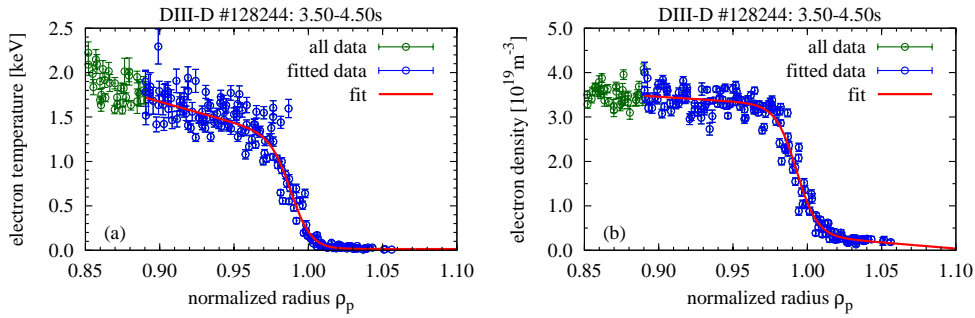 DIII-D #128244: 3.50-4.50s
electron temperature [keV]
2.5
2.0
1.5
1.0
0.5
0.0
all data
fitted data
fit
(a)
0.85 0.90 0.95 1.00 1.05 1.10
normalized radius ρp
DIII-D #128244: 3.50-4.50s
electron density [10¹⁹ m⁻³]
5.0
4.0
3.0
2.0
1.0
0.0
all data
fitted data
fit
(b)
0.85 0.90 0.95 1.00 1.05 1.10
normalized radius ρp